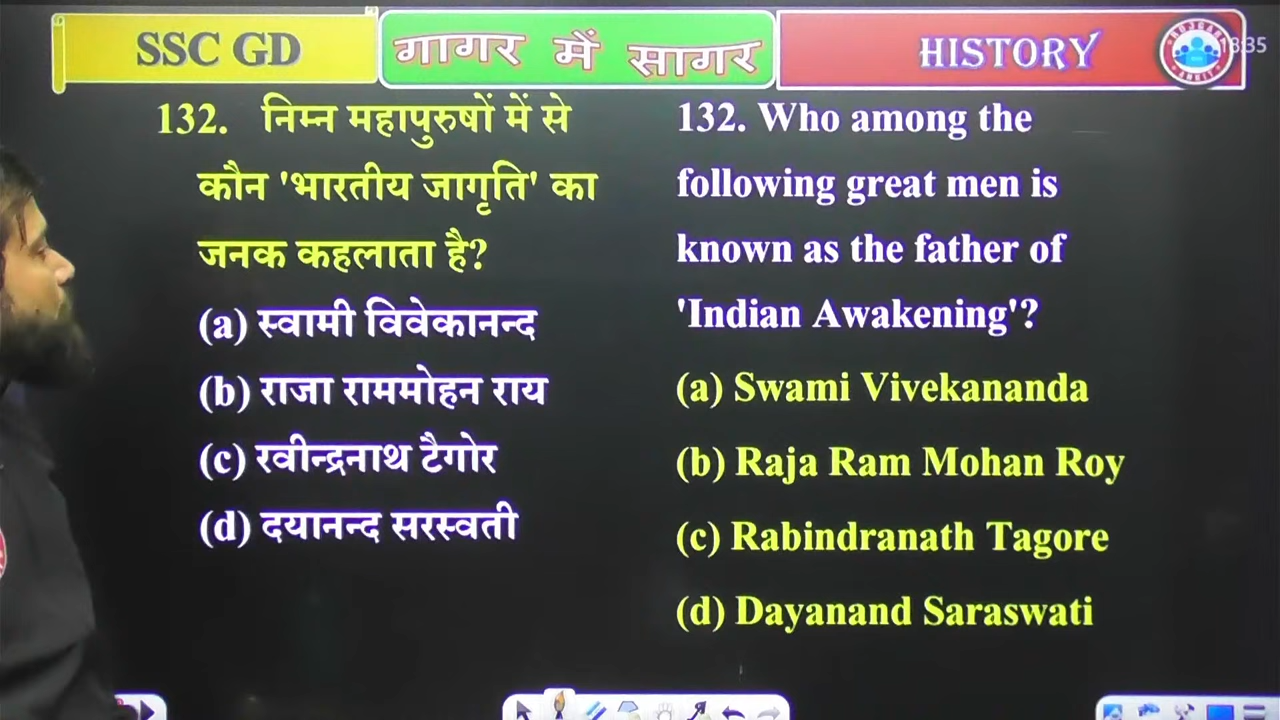 SSC GD
गागर में सागर
HISTORY
18:35
132. निम्न महापुरुषों में से
कौन 'भारतीय जागृति' का
जनक कहलाता है?
(a) स्वामी विवेकानन्द
(b) राजा राममोहन राय
(c) रवीन्द्रनाथ टैगोर
(d) दयानन्द सरस्वती
132. Who among the
following great men is
known as the father of
'Indian Awakening'?
(a) Swami Vivekananda
(b) Raja Ram Mohan Roy
(c) Rabindranath Tagore
(d) Dayanand Saraswati